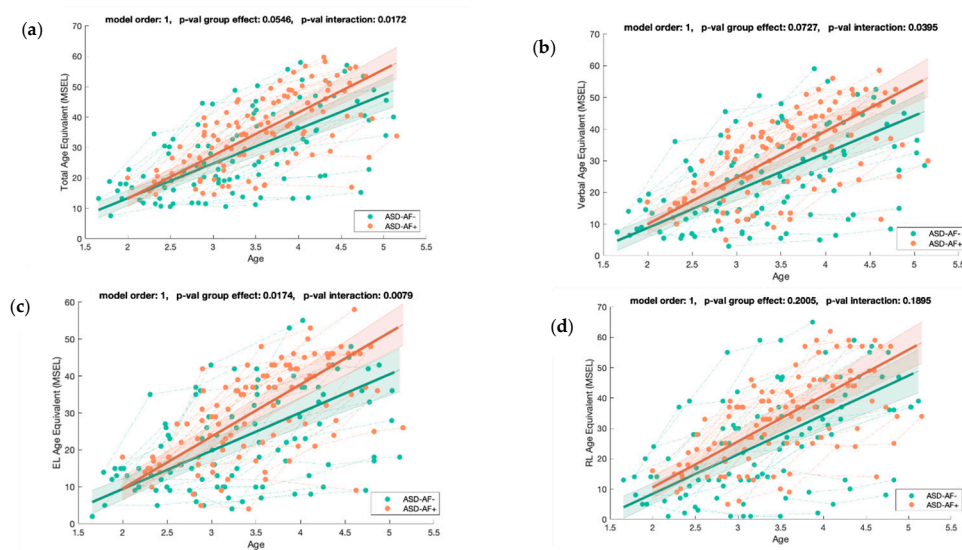 (a)
model order: 1, p-val group effect: 0.0546, p-val interaction: 0.0172
Total Age Equivalent (MSEL)
70
60
50
40
30
20
10
0
1.5 2 2.5 3 3.5 4 4.5 5 5.5
Age
ASD-AF-
ASD-AF+
(b)
model order: 1, p-val group effect: 0.0727, p-val interaction: 0.0395
Verbal Age Equivalent (MSEL)
70
60
50
40
30
20
10
0
1.5 2 2.5 3 3.5 4 4.5 5 5.5
Age
ASD-AF-
ASD-AF+
(c)
model order: 1, p-val group effect: 0.0174, p-val interaction: 0.0079
EL Age Equivalent (MSEL)
60
50
40
30
20
10
0
1.5 2 2.5 3 3.5 4 4.5 5 5.5
Age
ASD-AF-
ASD-AF+
(d)
model order: 1, p-val group effect: 0.2005, p-val interaction: 0.1895
RL Age Equivalent (MSEL)
70
60
50
40
30
20
10
0
1.5 2 2.5 3 3.5 4 4.5 5 5.5
Age
ASD-AF-
ASD-AF+